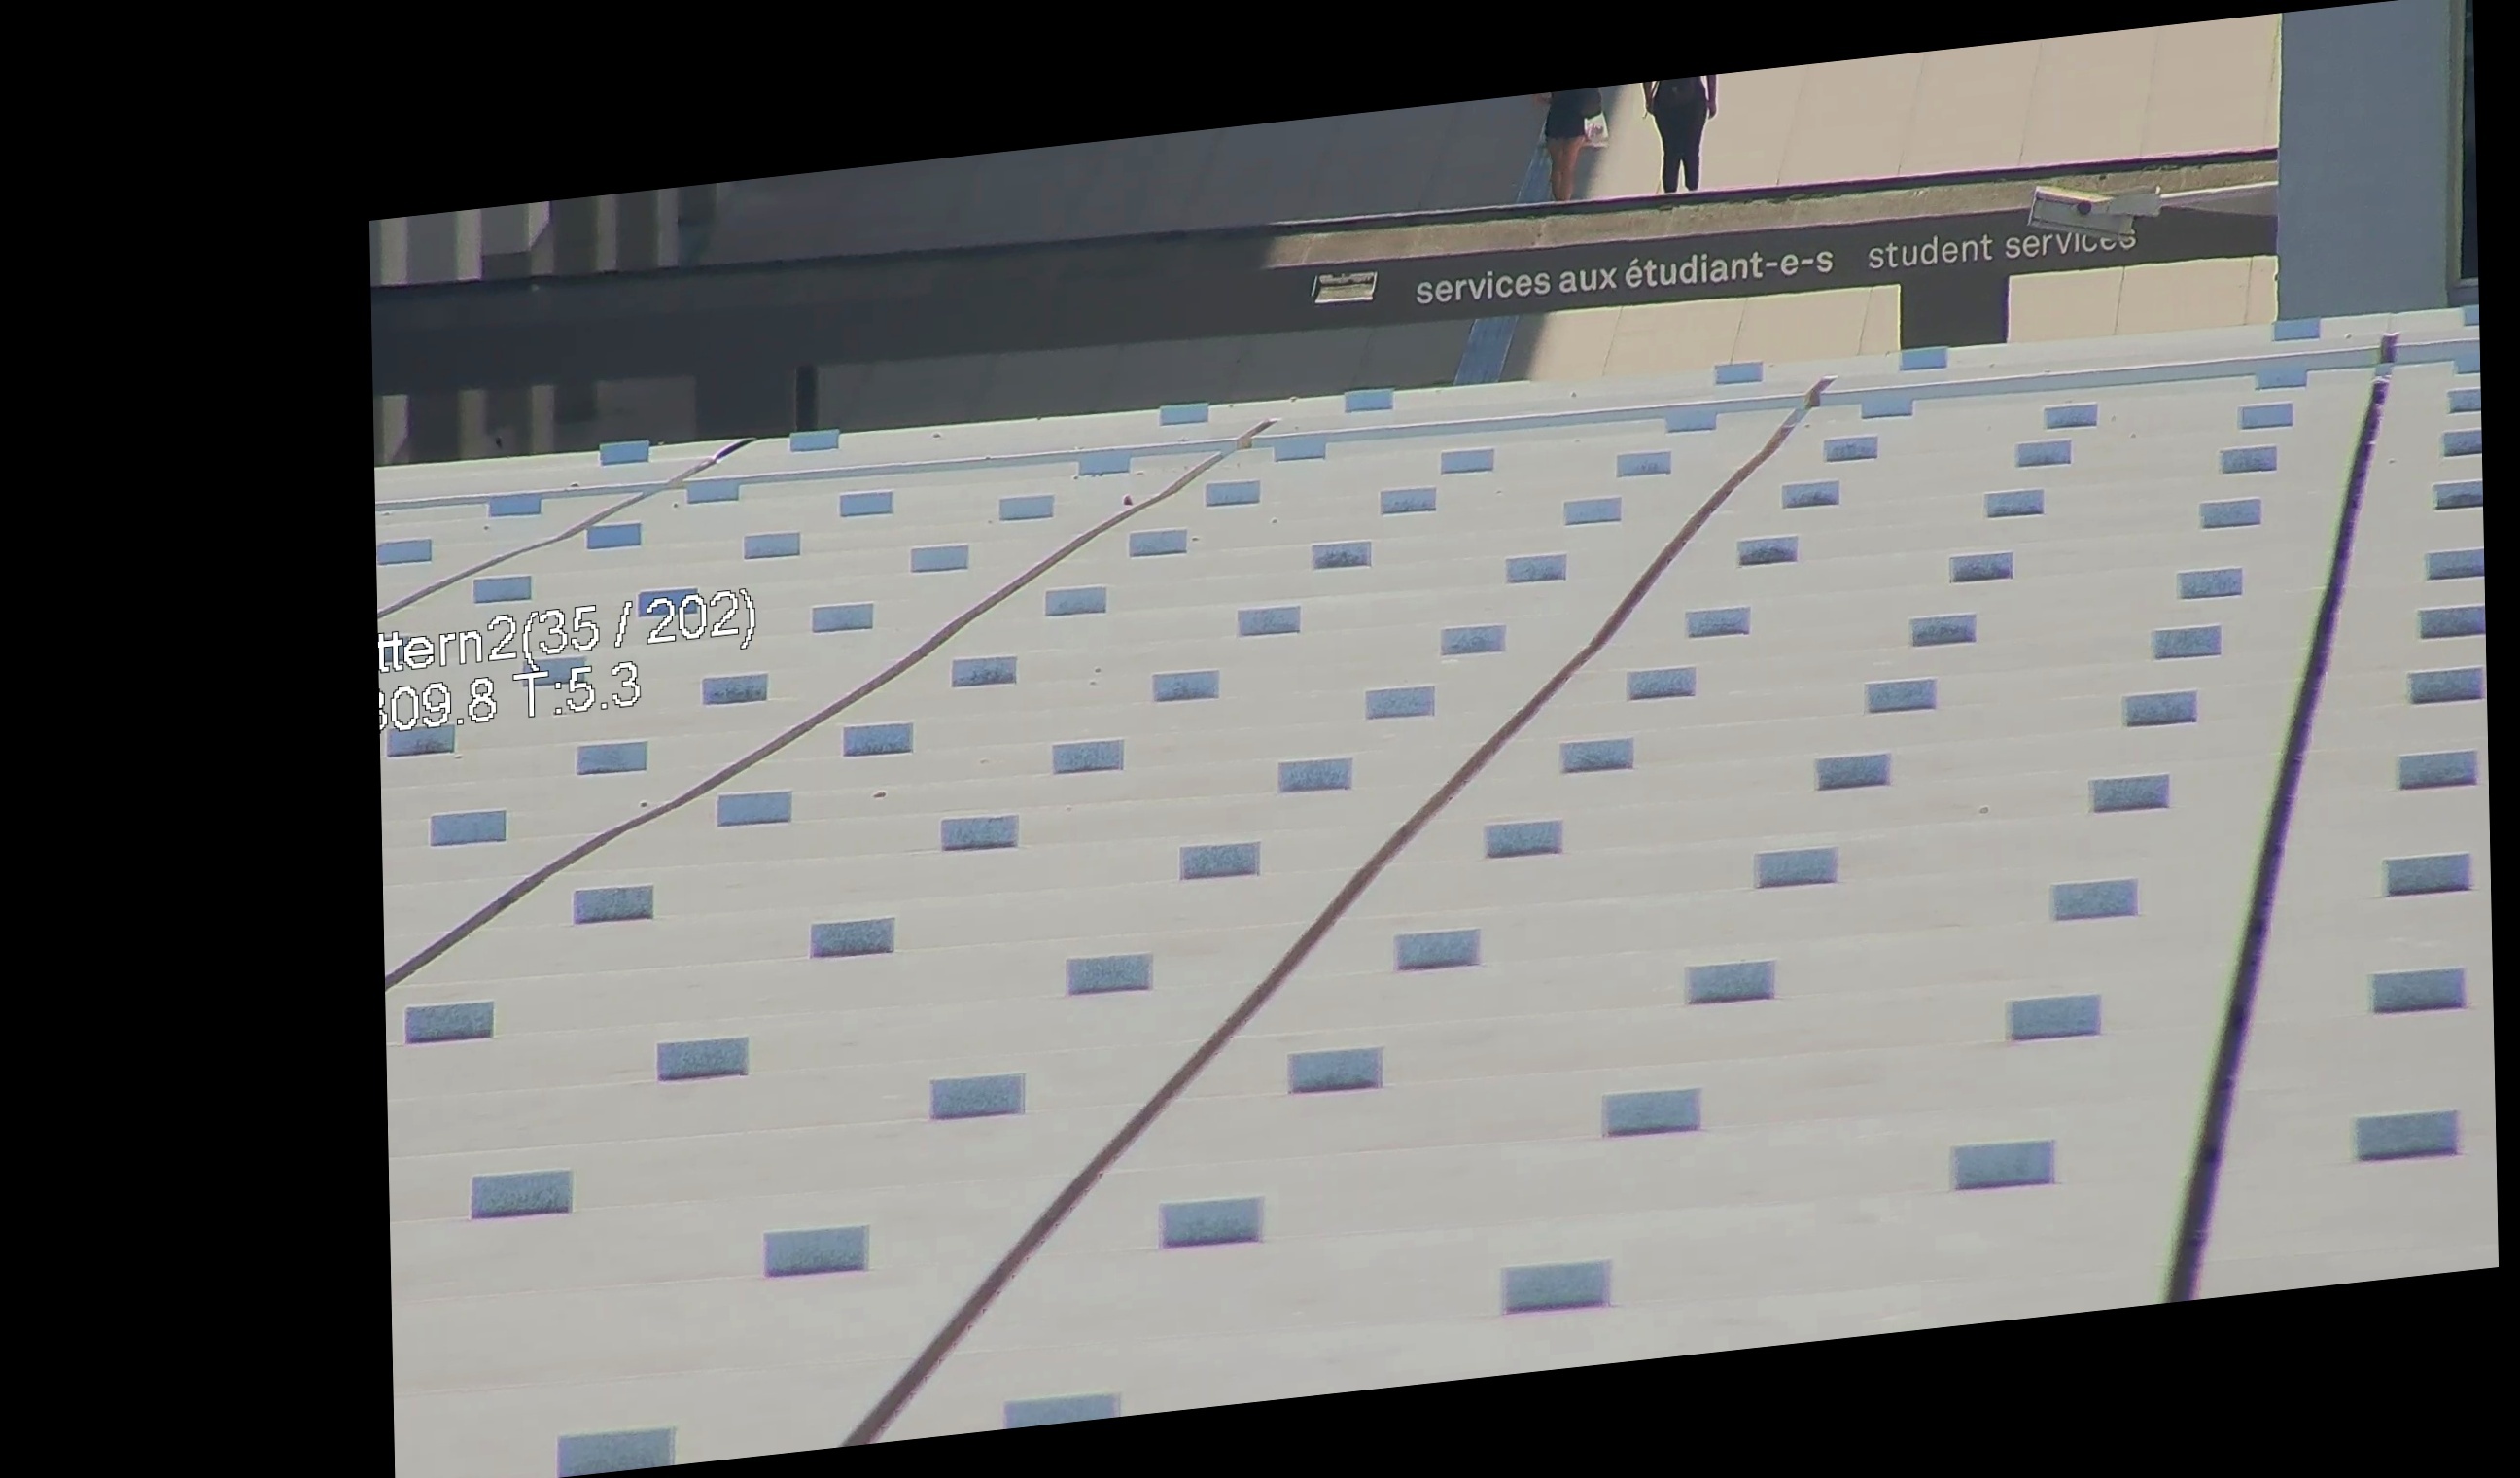 services aux étudiant-e-s student services
ttern2(35 / 202)
309.8 T:5.3